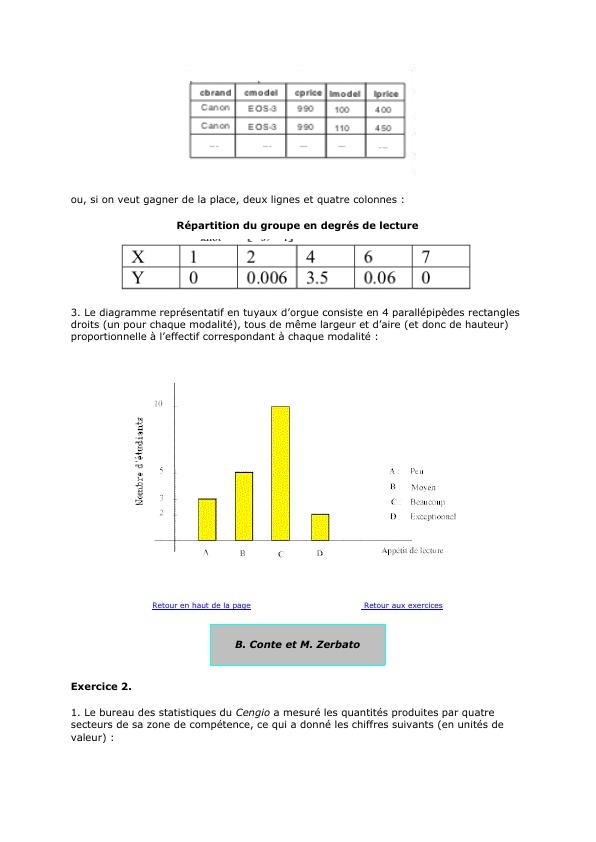 cbrand cmodel cprice lmodel lprice
Canon EOS-3 990 100 400
Canon EOS-3 990 110 450
... ... ... ... ...
ou, si on veut gagner de la place, deux lignes et quatre colonnes :
Répartition du groupe en degrés de lecture
X 1 2 4 6 7
Y 0 0.006 3.5 0.06 0
3. Le diagramme représentatif en tuyaux d’orgue consiste en 4 parallépipèdes rectangles
droits (un pour chaque modalité), tous de même largeur et d’aire (et donc de hauteur)
proportionnelle à l’effectif correspondant à chaque modalité :
Nombre d'étudiants
10
5
3
2
A B C D
Appétit de lecture
A : Peu
B Moyen
C : Beaucoup
D Exceptionnel
Retour en haut de la page Retour aux exercices
B. Conte et M. Zerbato
Exercice 2.
1. Le bureau des statistiques du Cengio a mesuré les quantités produites par quatre
secteurs de sa zone de compétence, ce qui a donné les chiffres suivants (en unités de
valeur) :